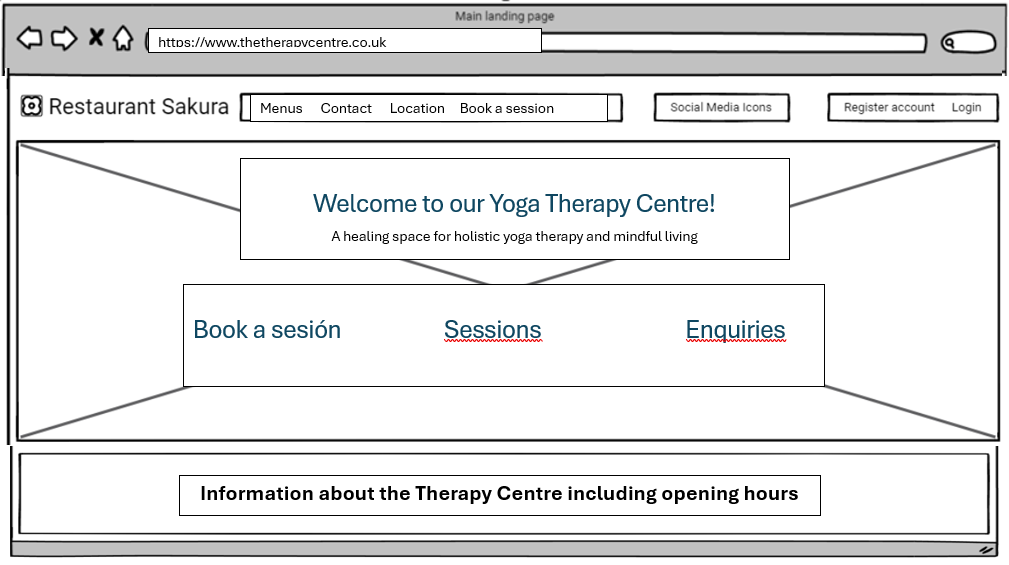 Main landing page
https://www.thetherapycentre.co.uk
Restaurant Sakura Menus Contact Location Book a session Social Media Icons Register account Login
Welcome to our Yoga Therapy Centre!
A healing space for holistic yoga therapy and mindful living
Book a sesión Sessions Enquiries
Information about the Therapy Centre including opening hours